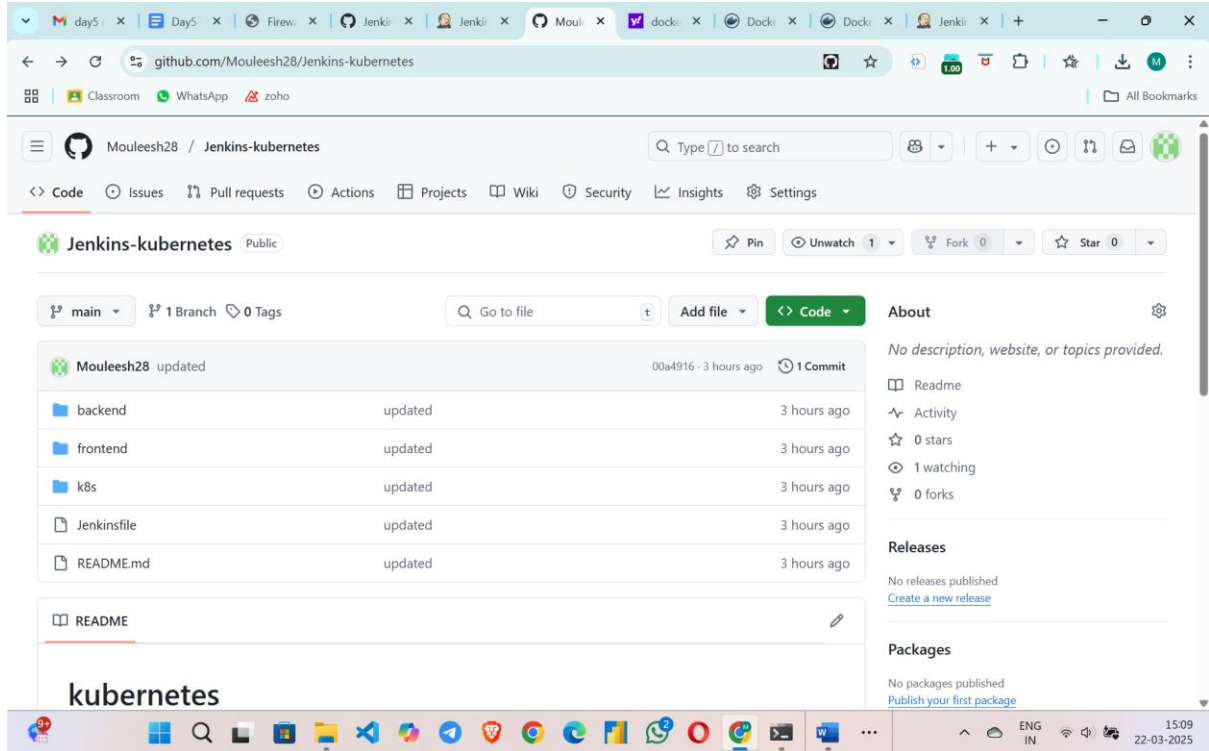 day5
Day5
Firew
Jenkin
Jenkin
Moul
docke
Docke
Docke
Jenkin
github.com/Mouleesh28/Jenkins-kubernetes
1.00
M
Classroom
WhatsApp
zoho
All Bookmarks
Mouleesh28 / Jenkins-kubernetes
Type / to search
<> Code
Issues
Pull requests
Actions
Projects
Wiki
Security
Insights
Settings
Jenkins-kubernetes Public
Pin
Unwatch 1
Fork 0
Star 0
main
1 Branch
0 Tags
Go to file t
Add file
<> Code
About
No description, website, or topics provided.
Mouleesh28 updated
00a4916 · 3 hours ago
1 Commit
backend updated 3 hours ago
frontend updated 3 hours ago
k8s updated 3 hours ago
Jenkinsfile updated 3 hours ago
README.md updated 3 hours ago
Readme
Activity
0 stars
1 watching
0 forks
Releases
No releases published
Create a new release
README
kubernetes
Packages
No packages published
Publish your first package
9+
2
ENG
IN
15:09
22-03-2025